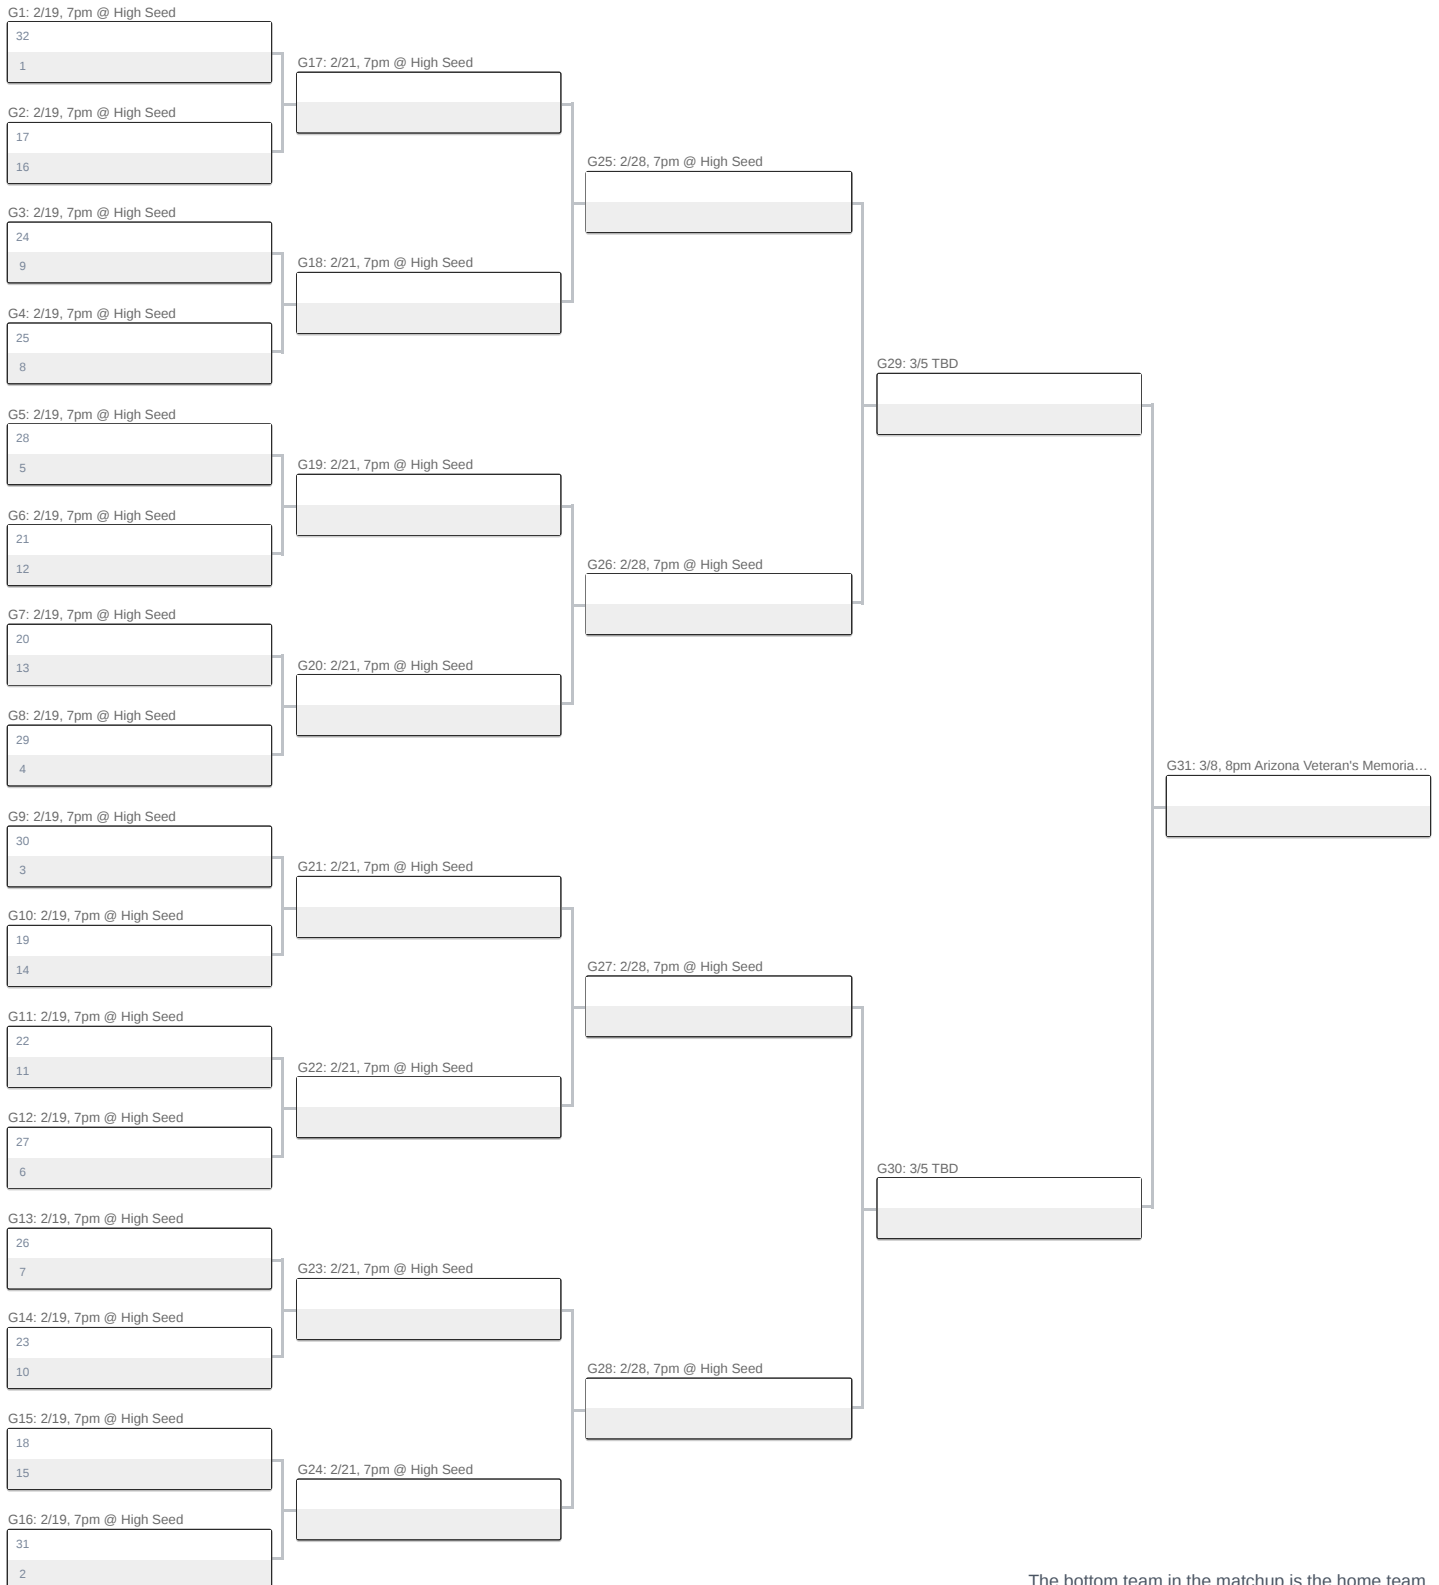 G1: 2/19, 7pm @ High Seed
32
1
G2: 2/19, 7pm @ High Seed
17
16
G3: 2/19, 7pm @ High Seed
24
9
G4: 2/19, 7pm @ High Seed
25
8
G5: 2/19, 7pm @ High Seed
28
5
G6: 2/19, 7pm @ High Seed
21
12
G7: 2/19, 7pm @ High Seed
20
13
G8: 2/19, 7pm @ High Seed
29
4
G9: 2/19, 7pm @ High Seed
30
3
G10: 2/19, 7pm @ High Seed
19
14
G11: 2/19, 7pm @ High Seed
22
11
G12: 2/19, 7pm @ High Seed
27
6
G13: 2/19, 7pm @ High Seed
26
7
G14: 2/19, 7pm @ High Seed
23
10
G15: 2/19, 7pm @ High Seed
18
15
G16: 2/19, 7pm @ High Seed
31
2
G17: 2/21, 7pm @ High Seed
G18: 2/21, 7pm @ High Seed
G19: 2/21, 7pm @ High Seed
G20: 2/21, 7pm @ High Seed
G21: 2/21, 7pm @ High Seed
G22: 2/21, 7pm @ High Seed
G23: 2/21, 7pm @ High Seed
G24: 2/21, 7pm @ High Seed
G25: 2/28, 7pm @ High Seed
G26: 2/28, 7pm @ High Seed
G27: 2/28, 7pm @ High Seed
G28: 2/28, 7pm @ High Seed
G29: 3/5 TBD
G30: 3/5 TBD
G31: 3/8, 8pm Arizona Veteran's Memoria…
The bottom team in the matchup is the home team